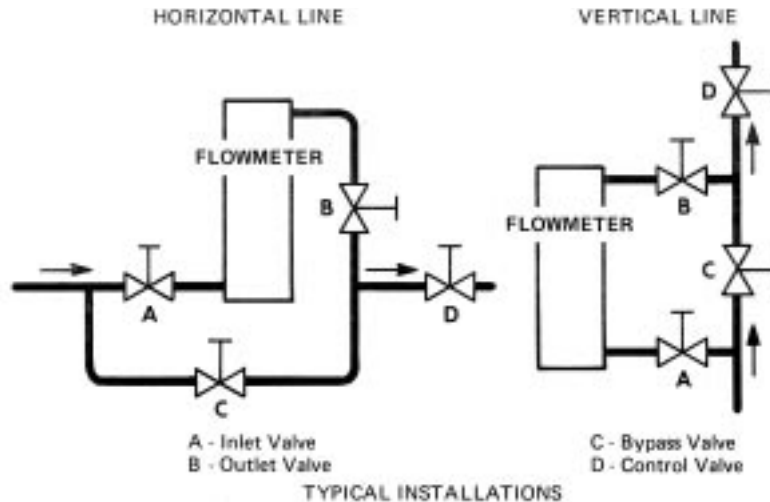 HORIZONTAL LINE
VERTICAL LINE
FLOWMETER
B
A
D
C
D
B
FLOWMETER
C
A
A - Inlet Valve
B - Outlet Valve
C - Bypass Valve
D - Control Valve
TYPICAL INSTALLATIONS